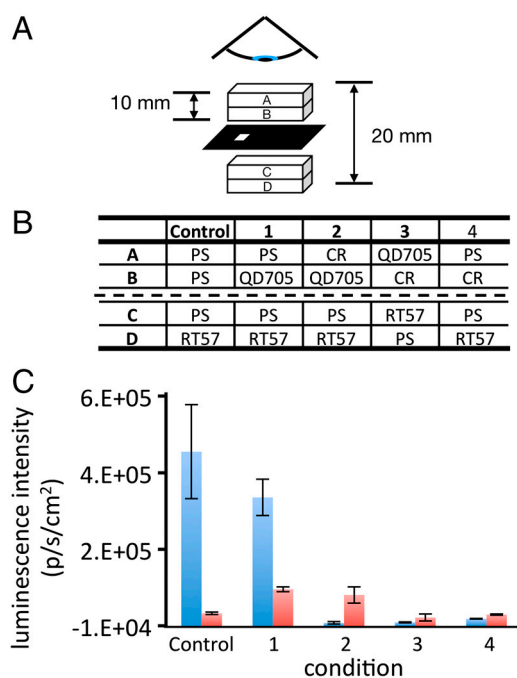 A
10 mm
A
B
C
D
20 mm
B
Control 1 2 3 4
A PS PS CR QD705 PS
B PS QD705 QD705 CR CR
C PS PS PS RT57 PS
D RT57 RT57 RT57 PS RT57
C
luminescence intensity
(p/s/cm²)
6.E+05
4.E+05
2.E+05
-1.E+04
Control 1 2 3 4
condition